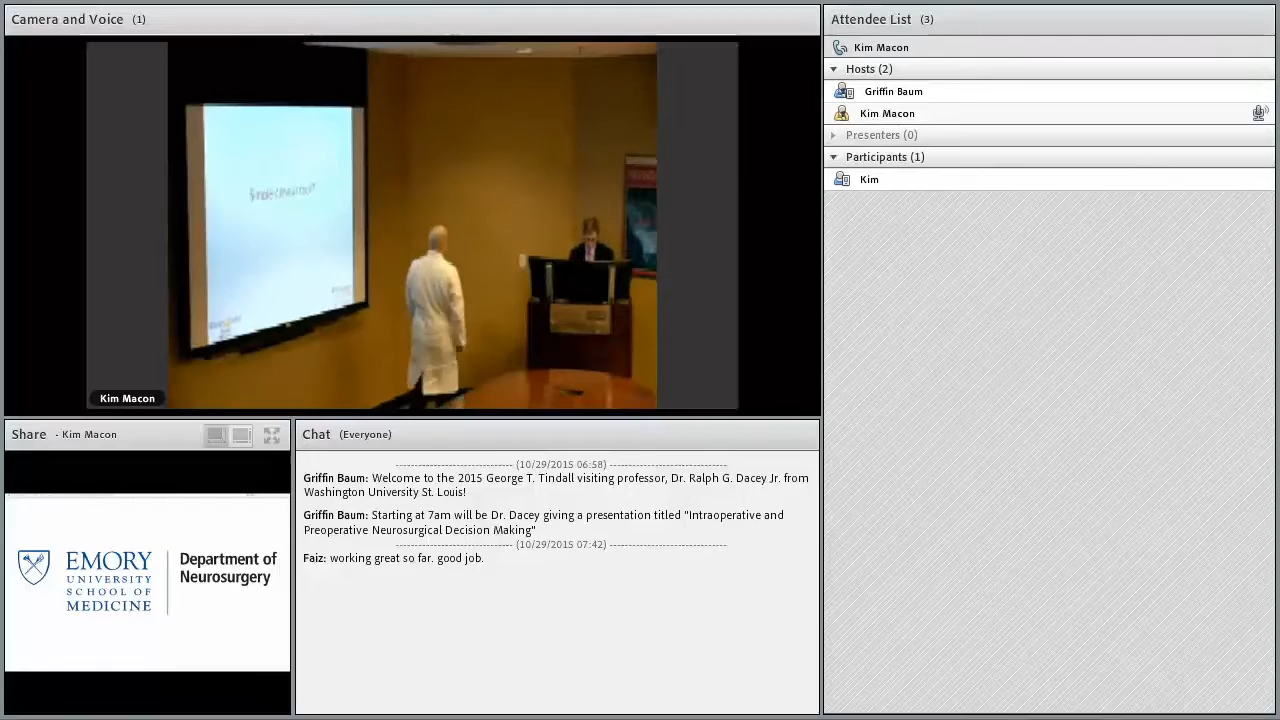 Camera and Voice (1)
Kim Macon
Attendee List (3)
Kim Macon
Hosts (2)
Griffin Baum
Kim Macon
Presenters (0)
Participants (1)
Kim
Share - Kim Macon
EMORY
UNIVERSITY
SCHOOL OF
MEDICINE
Department of
Neurosurgery
Chat (Everyone)
(10/29/2015 06:58)
Griffin Baum: Welcome to the 2015 George T. Tindall visiting professor, Dr. Ralph G. Dacey Jr. from
Washington University St. Louis!
Griffin Baum: Starting at 7am will be Dr. Dacey giving a presentation titled "Intraoperative and
Preoperative Neurosurgical Decision Making"
(10/29/2015 07:42)
Faiz: working great so far. good job.